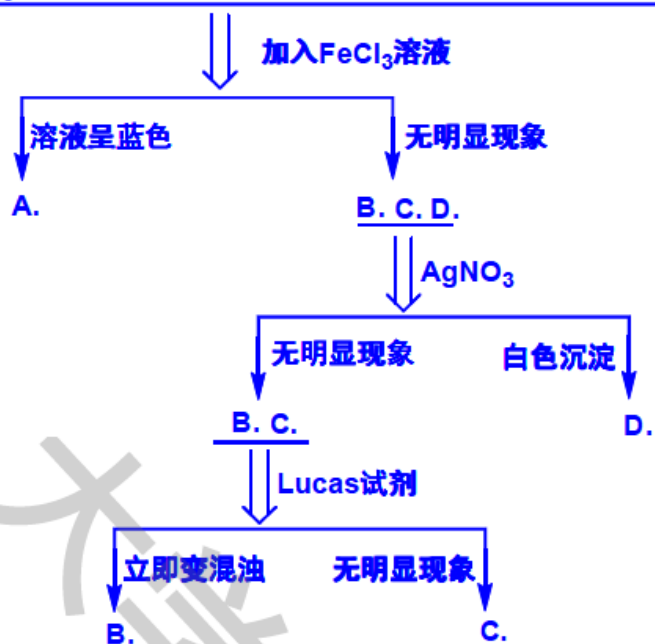 加入FeCl₃溶液
溶液呈蓝色 无明显现象
A. B. C. D.
AgNO₃
无明显现象 白色沉淀
B. C. D.
Lucas试剂
立即变混浊 无明显现象
B. C.
大学